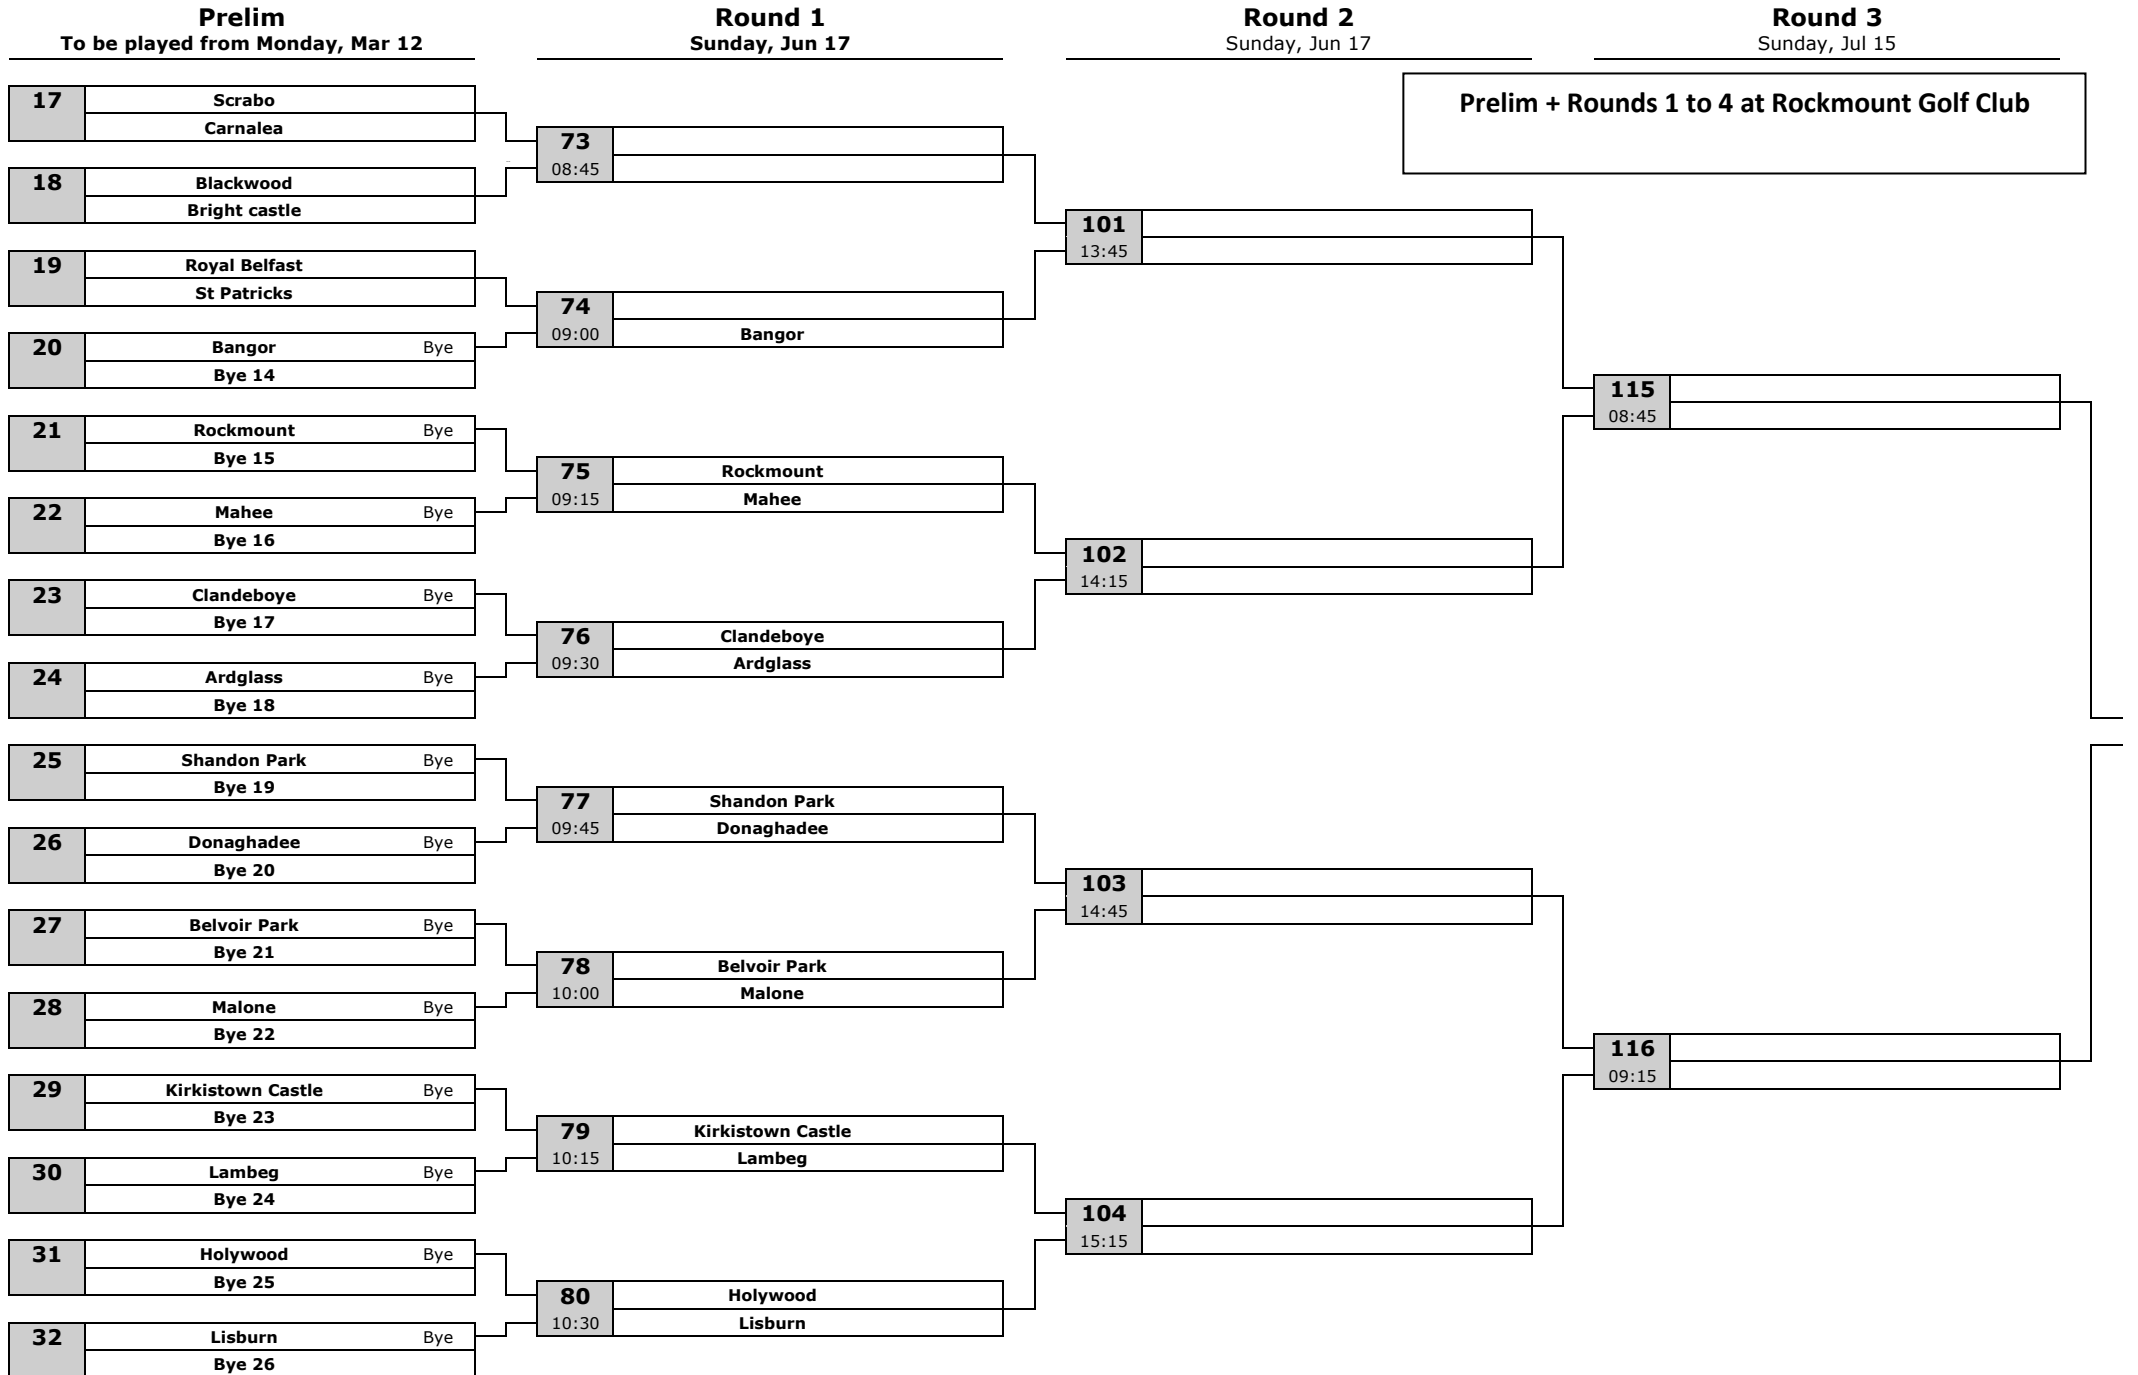 Prelim
To be played from Monday, Mar 12
Round 1
Sunday, Jun 17
Round 2
Sunday, Jun 17
Round 3
Sunday, Jul 15
Prelim + Rounds 1 to 4 at Rockmount Golf Club
17
Scrabo
Carnalea
18
Blackwood
Bright castle
19
Royal Belfast
St Patricks
20
Bangor Bye
Bye 14
21
Rockmount Bye
Bye 15
22
Mahee Bye
Bye 16
23
Clandeboye Bye
Bye 17
24
Ardglass Bye
Bye 18
25
Shandon Park Bye
Bye 19
26
Donaghadee Bye
Bye 20
27
Belvoir Park Bye
Bye 21
28
Malone Bye
Bye 22
29
Kirkistown Castle Bye
Bye 23
30
Lambeg Bye
Bye 24
31
Holywood Bye
Bye 25
32
Lisburn Bye
Bye 26
73
08:45
74
09:00 Bangor
75 Rockmount
09:15 Mahee
76 Clandeboye
09:30 Ardglass
77 Shandon Park
09:45 Donaghadee
78 Belvoir Park
10:00 Malone
79 Kirkistown Castle
10:15 Lambeg
80 Holywood
10:30 Lisburn
101
13:45
102
14:15
103
14:45
104
15:15
115
08:45
116
09:15